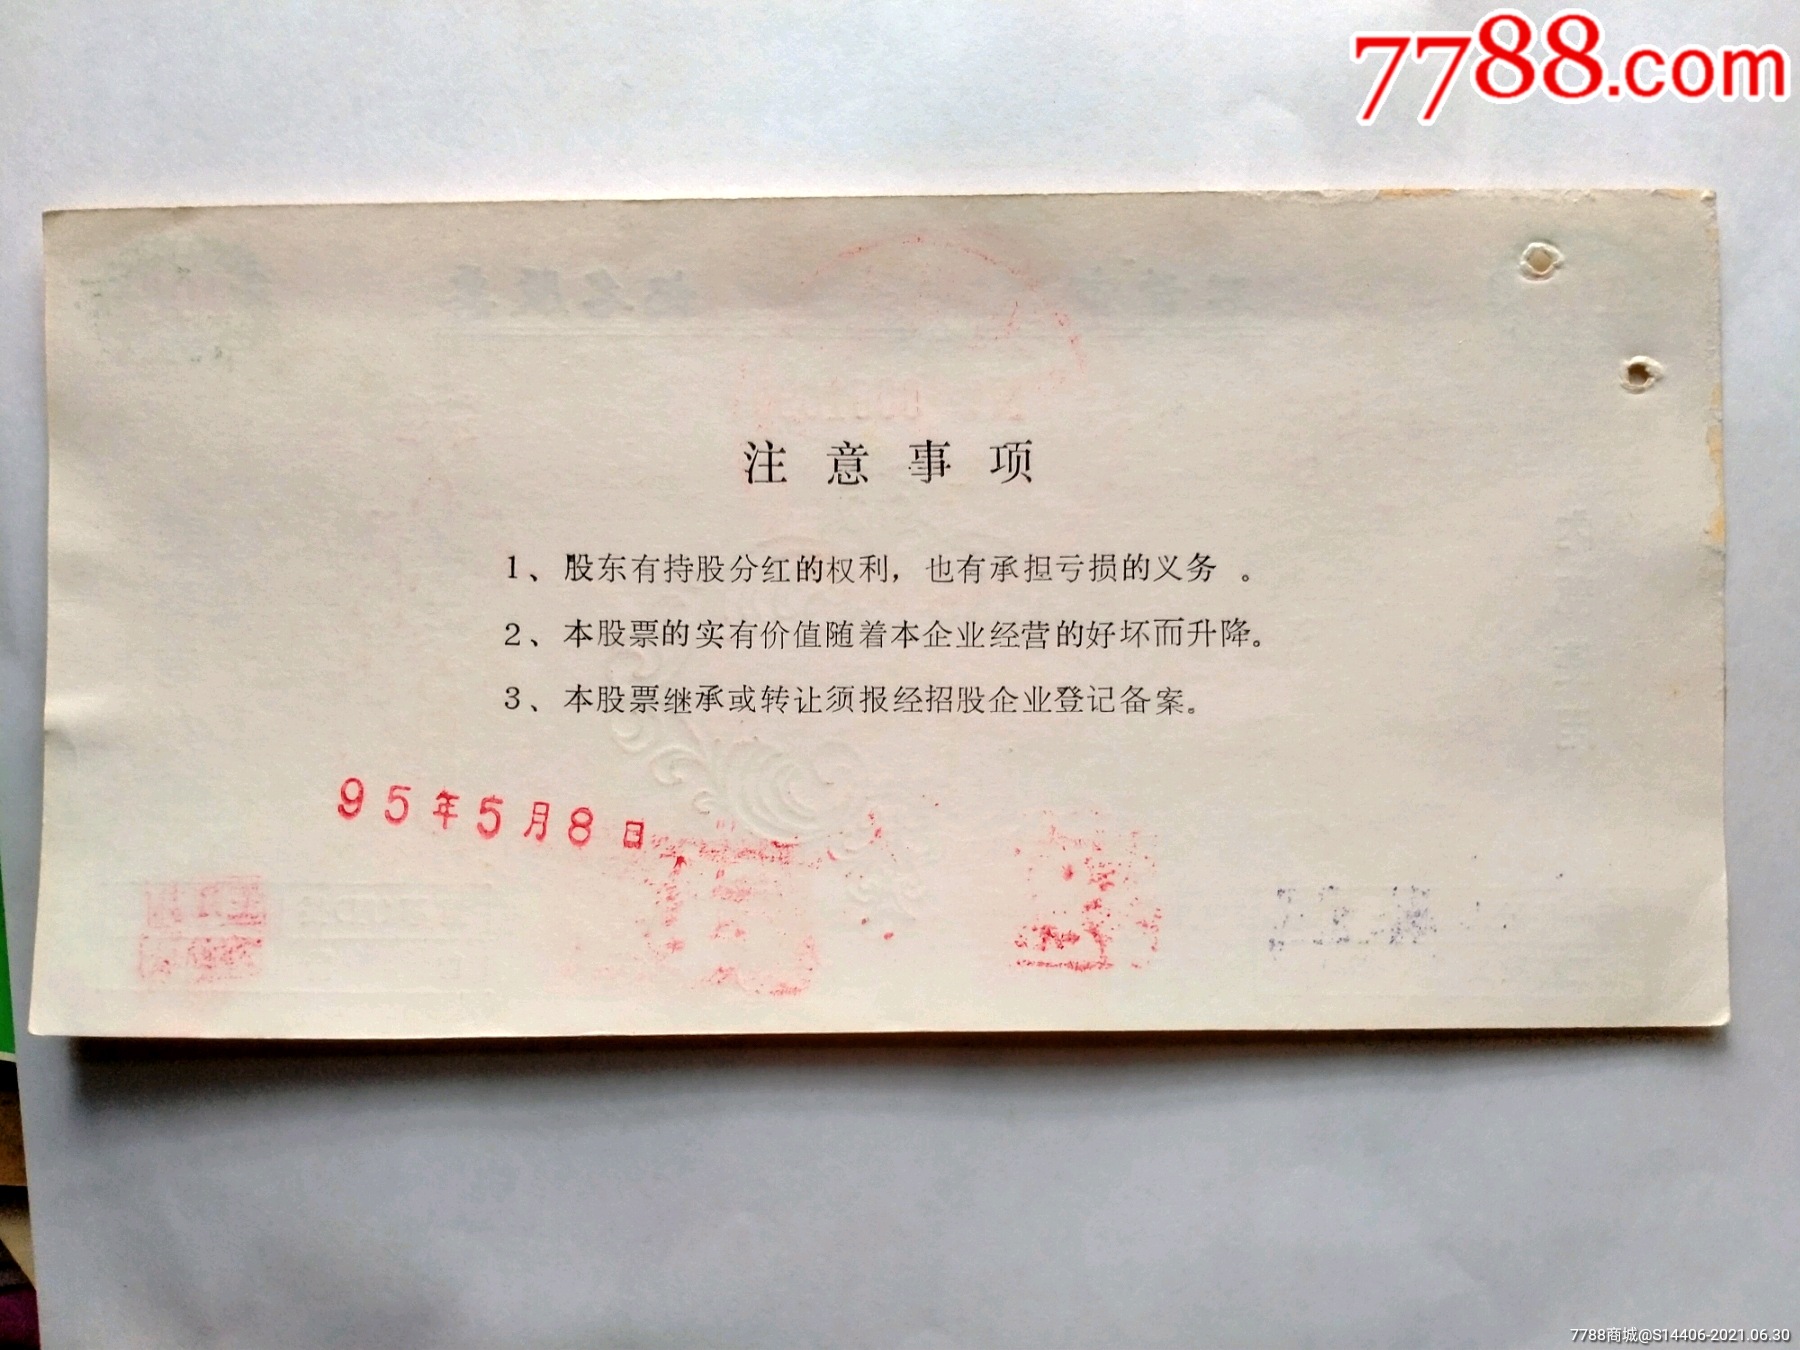 7788.com
注意事项
1、股东有持股分红的权利，也有承担亏损的义务 。
2、本股票的实有价值随着本企业经营的好坏而升降。
3、本股票继承或转让须报经招股企业登记备案。
95年5月8日
7788商城@S14406-2021.06.30